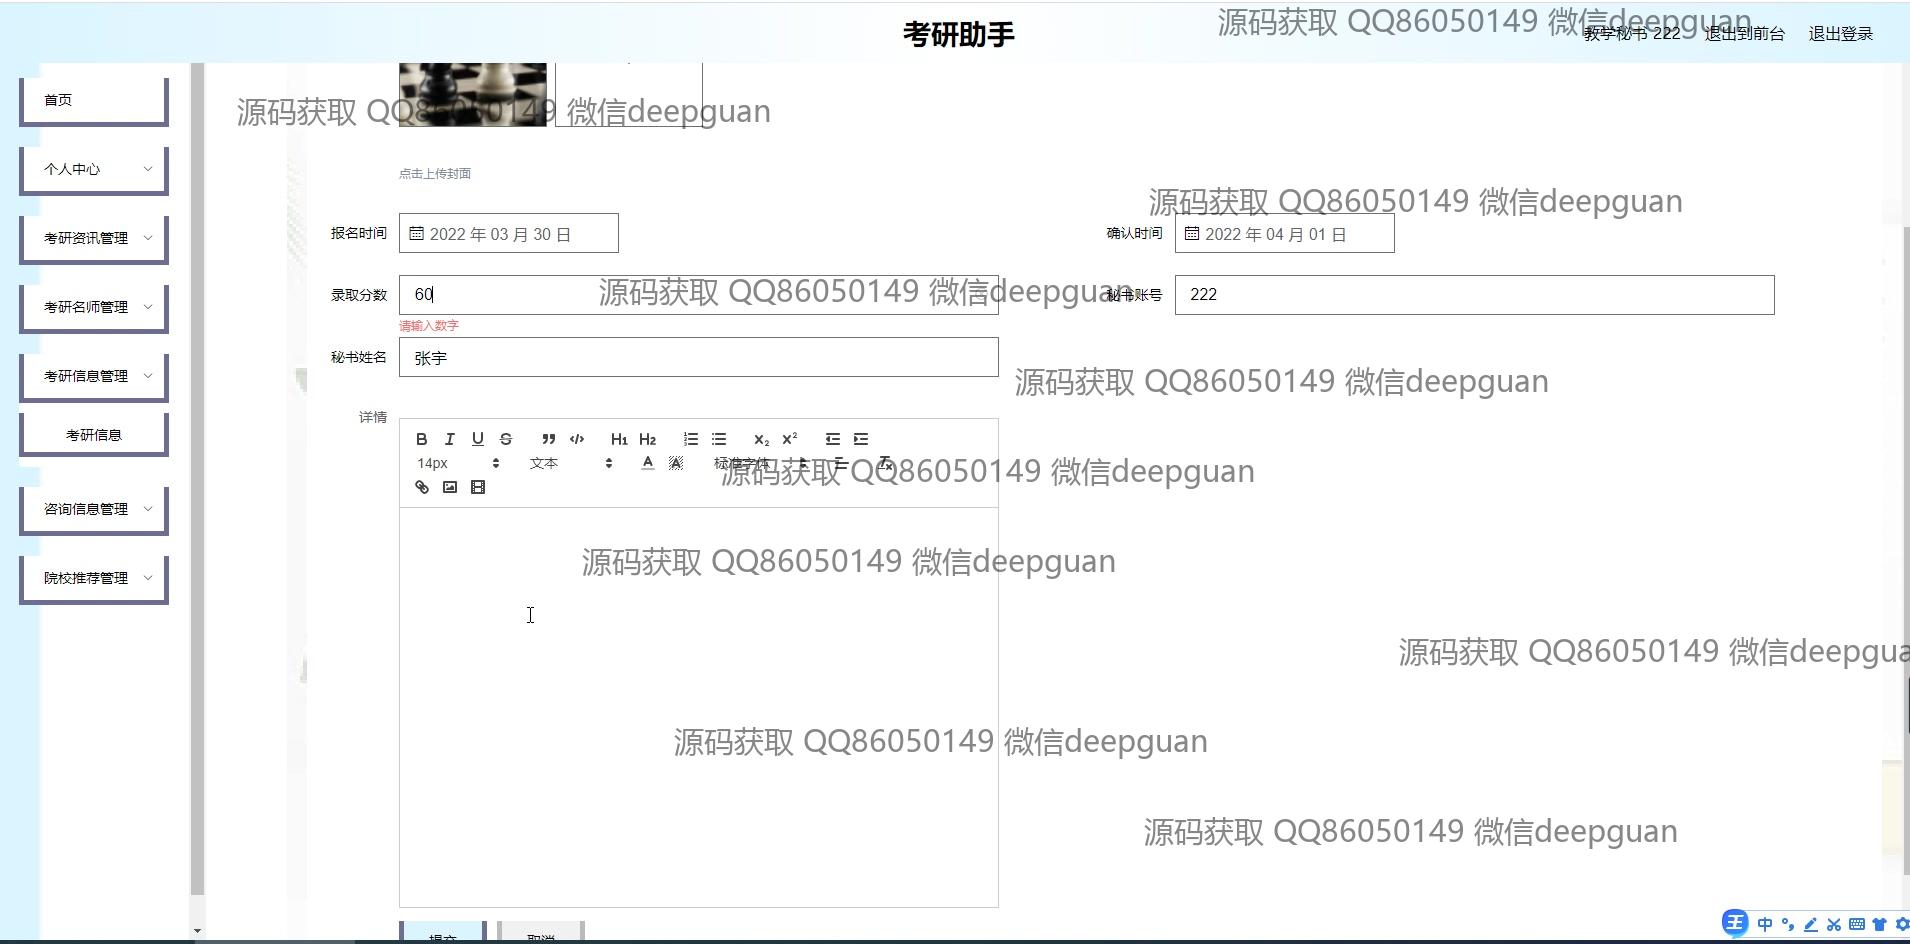 考研助手
源码获取 QQ86050149 微信deepguan
教学秘书 222 退出到前台 退出登录
首页
源码获取 QQ86050149 微信deepguan
个人中心
点击上传封面
源码获取 QQ86050149 微信deepguan
考研资讯管理
报名时间 2022 年 03 月 30 日
确认时间 2022 年 04 月 01 日
考研名师管理
录取分数 60
源码获取 QQ86050149 微信deepguan
秘书账号 222
请输入数字
秘书姓名 张宇
考研信息管理
源码获取 QQ86050149 微信deepguan
详情
考研信息
B I U S H1 H2 X2 X2
14px 文本 A A 标准字体
源码获取 QQ86050149 微信deepguan
咨询信息管理
源码获取 QQ86050149 微信deepguan
院校推荐管理
源码获取 QQ86050149 微信deepgua
源码获取 QQ86050149 微信deepguan
源码获取 QQ86050149 微信deepguan
提交 取消
王 中